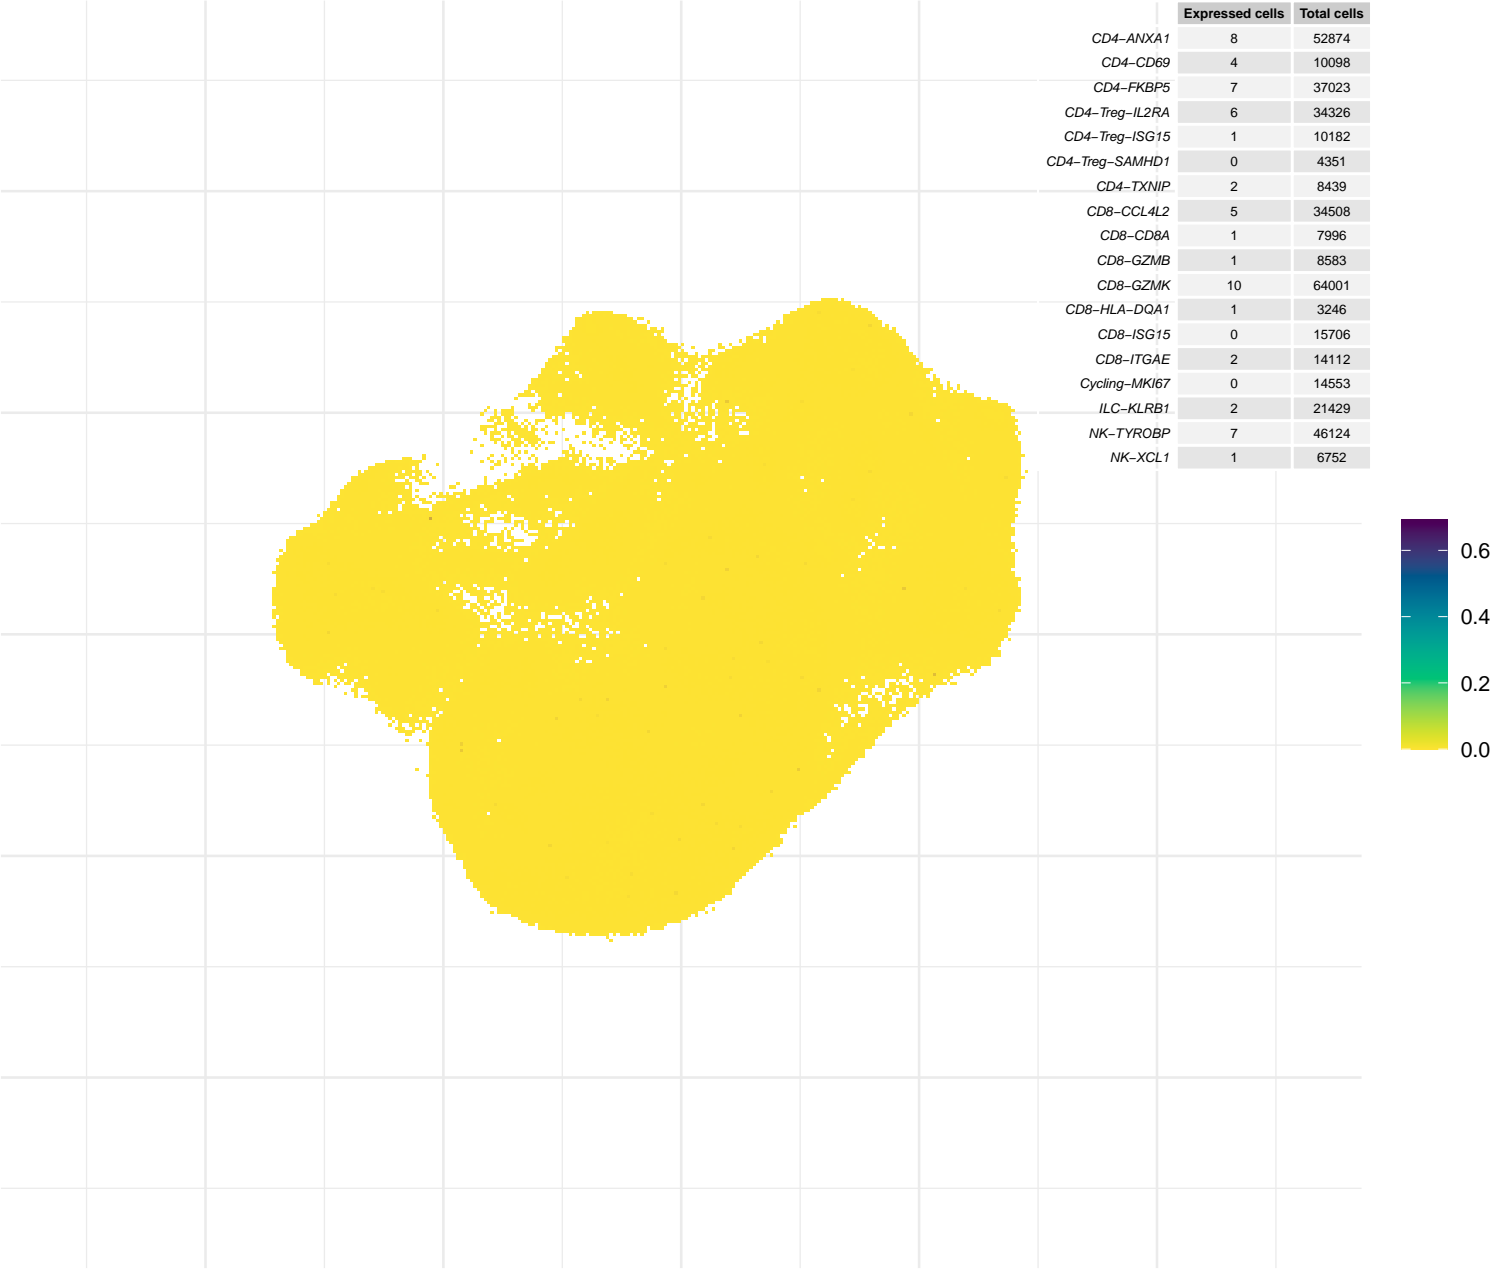 Expressed cells Total cells
CD4−ANXA1 8 52874
CD4−CD69 4 10098
CD4−FKBP5 7 37023
CD4−Treg−IL2RA 6 34326
CD4−Treg−ISG15 1 10182
CD4−Treg−SAMHD1 0 4351
CD4−TXNIP 2 8439
CD8−CCL4L2 5 34508
CD8−CD8A 1 7996
CD8−GZMB 1 8583
CD8−GZMK 10 64001
CD8−HLA−DQA1 1 3246
CD8−ISG15 0 15706
CD8−ITGAE 2 14112
Cycling−MKI67 0 14553
ILC−KLRB1 2 21429
NK−TYROBP 7 46124
NK−XCL1 1 6752
0.6
0.4
0.2
0.0